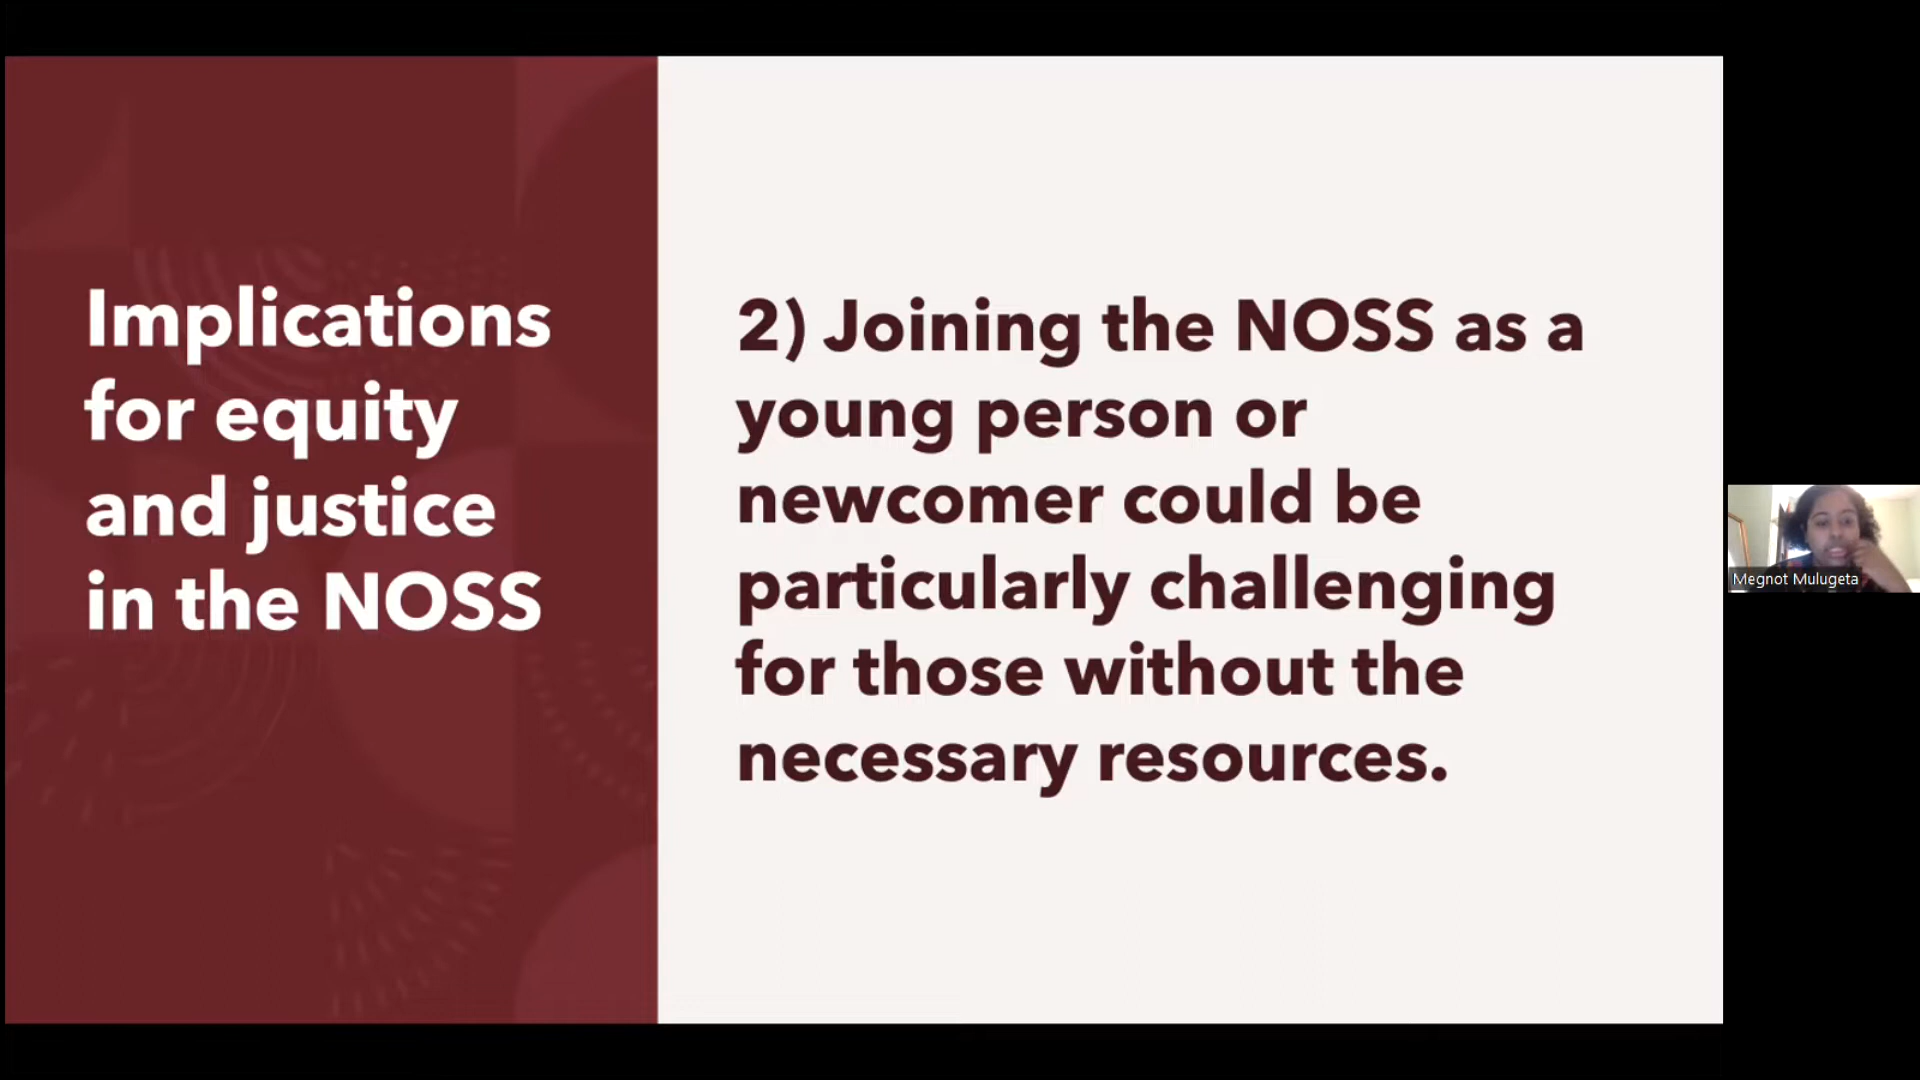 Implications
for equity
and justice
in the NOSS
2) Joining the NOSS as a
young person or
newcomer could be
particularly challenging
for those without the
necessary resources.
Megnot Mulugeta